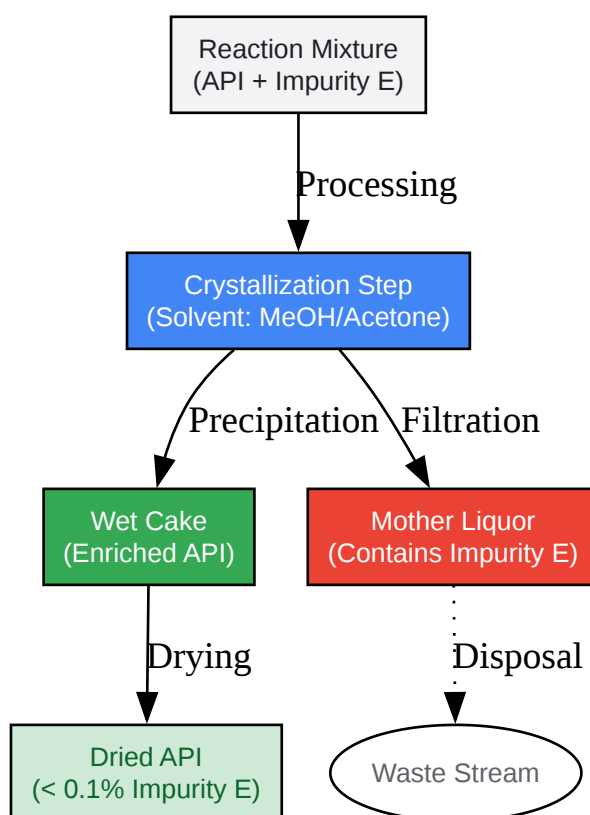 Reaction Mixture
(API + Impurity E)
Processing
Crystallization Step
(Solvent: MeOH/Acetone)
Precipitation
Filtration
Wet Cake
(Enriched API)
Mother Liquor
(Contains Impurity E)
Drying
Disposal
Dried API
(< 0.1% Impurity E)
Waste Stream